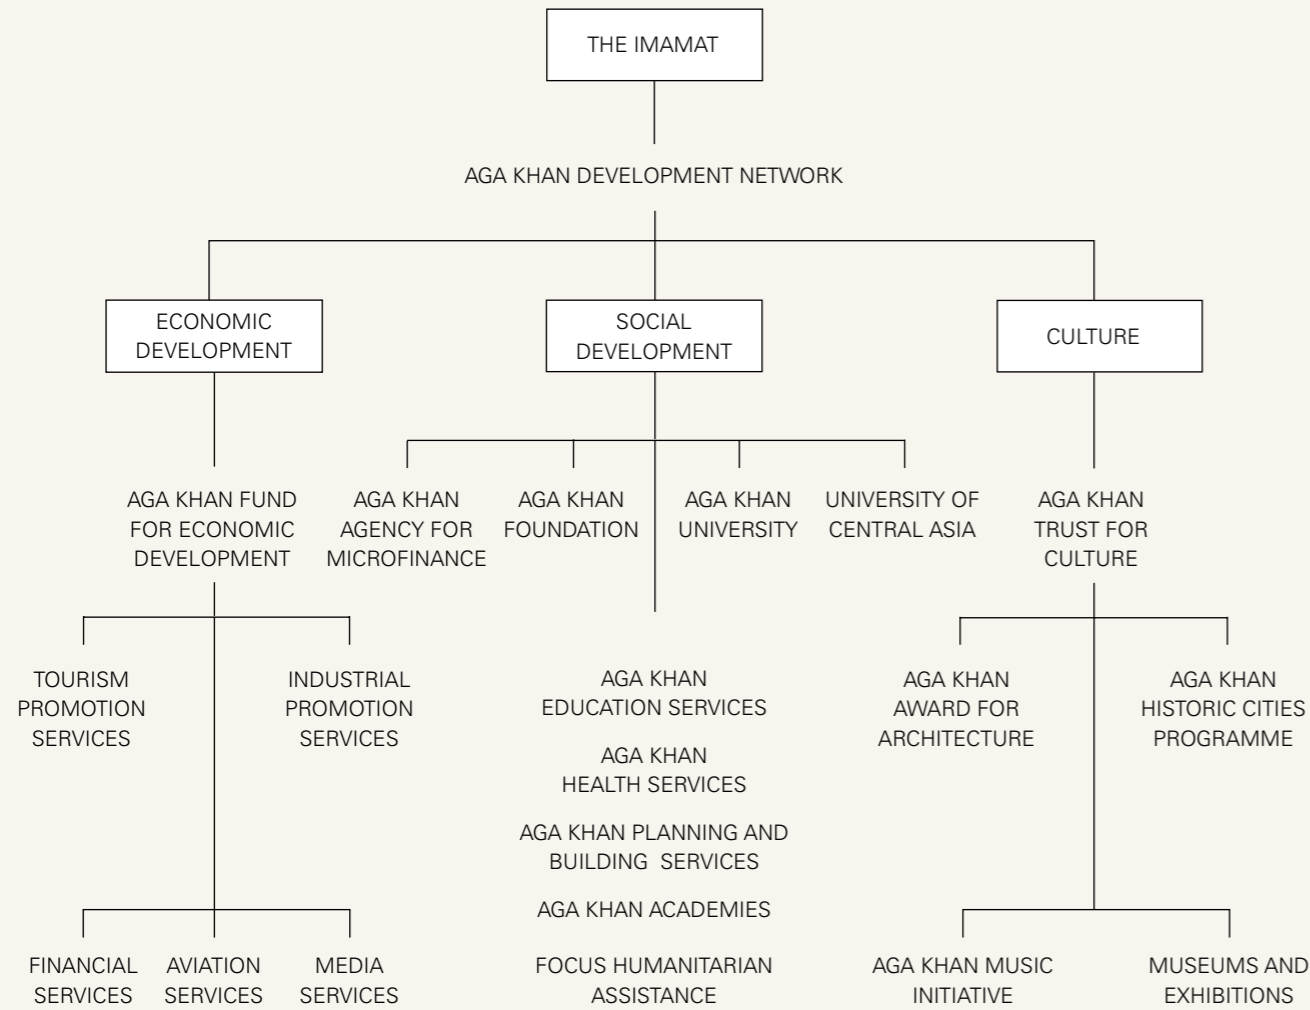 THE IMAMAT
AGA KHAN DEVELOPMENT NETWORK
ECONOMIC
DEVELOPMENT
SOCIAL
DEVELOPMENT
CULTURE
AGA KHAN FUND
FOR ECONOMIC
DEVELOPMENT
AGA KHAN
AGENCY FOR
MICROFINANCE
AGA KHAN
FOUNDATION
AGA KHAN
UNIVERSITY
UNIVERSITY OF
CENTRAL ASIA
AGA KHAN
TRUST FOR
CULTURE
TOURISM
PROMOTION
SERVICES
INDUSTRIAL
PROMOTION
SERVICES
AGA KHAN
EDUCATION SERVICES
AGA KHAN
HEALTH SERVICES
AGA KHAN PLANNING AND
BUILDING SERVICES
AGA KHAN ACADEMIES
FOCUS HUMANITARIAN
ASSISTANCE
AGA KHAN
AWARD FOR
ARCHITECTURE
AGA KHAN
HISTORIC CITIES
PROGRAMME
FINANCIAL
SERVICES
AVIATION
SERVICES
MEDIA
SERVICES
AGA KHAN MUSIC
INITIATIVE
MUSEUMS AND
EXHIBITIONS